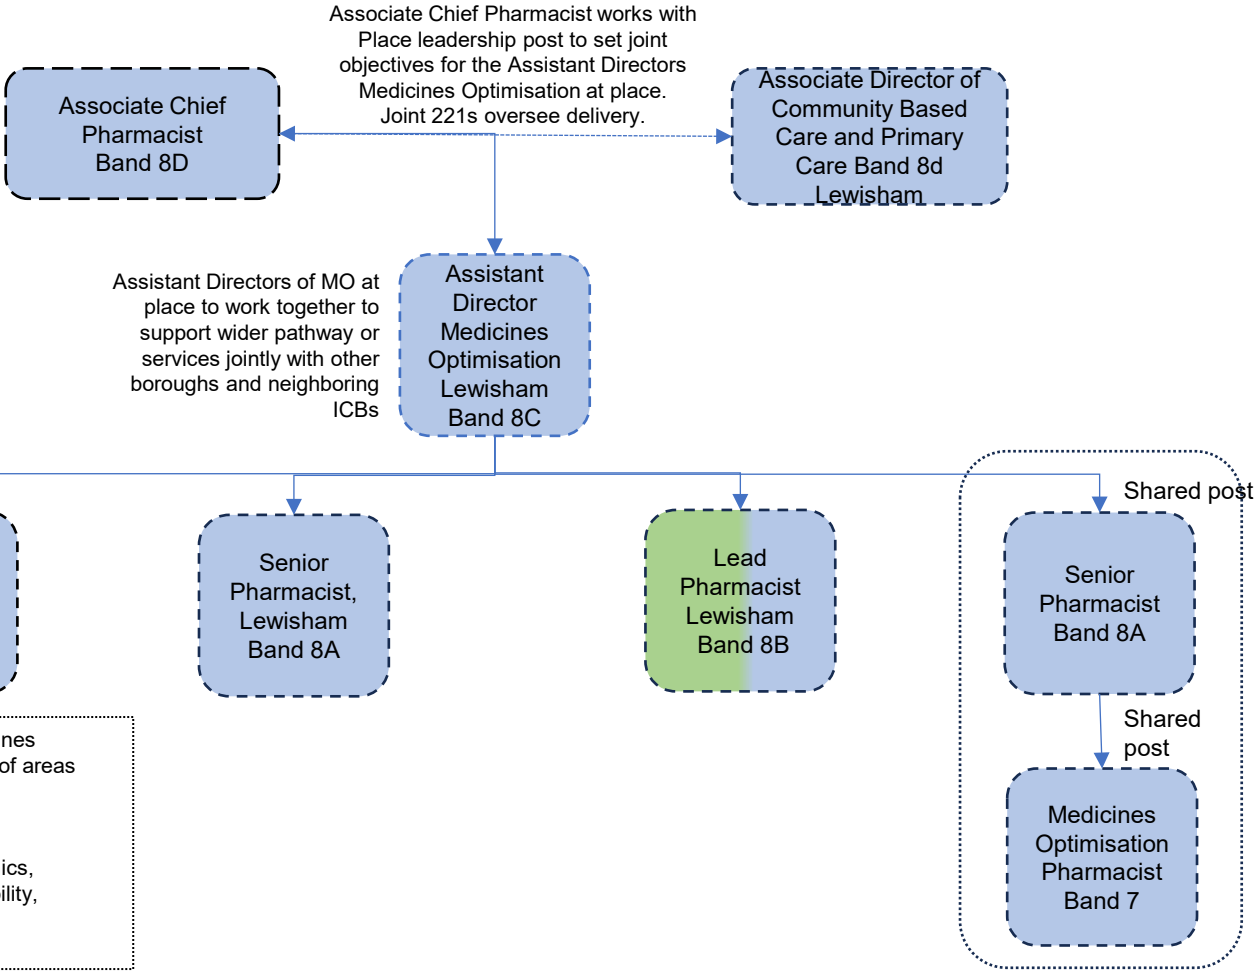 Associate Chief Pharmacist works with
Place leadership post to set joint
objectives for the Assistant Directors
Medicines Optimisation at place.
Joint 221s oversee delivery.
Associate Chief
Pharmacist
Band 8D
Associate Director of
Community Based
Care and Primary
Care Band 8d
Lewisham
Assistant Directors of MO at
place to work together to
support wider pathway or
services jointly with other
boroughs and neighboring
ICBs
Assistant
Director
Medicines
Optimisation
Lewisham
Band 8C
Senior
Pharmacist,
Lewisham
Band 8A
Lead
Pharmacist
Lewisham
Band 8B
Shared post
Senior
Pharmacist
Band 8A
Shared
post
Medicines
Optimisation
Pharmacist
Band 7
of areas